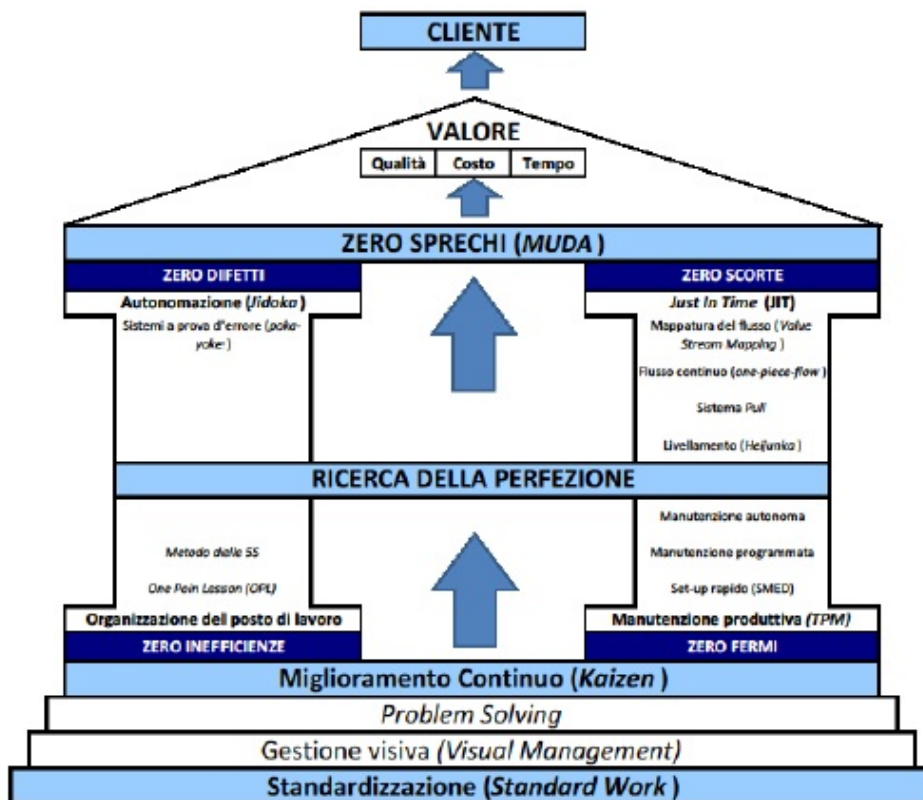 CLIENTE
VALORE
Qualità Costo Tempo
ZERO SPRECHI (MUDA )
ZERO DIFETTI
Autonomazione (Jidoka )
Sistemi a prova d'errore (poka-
yoke )
ZERO SCORTE
Just In Time (JIT)
Mappatura del flusso (Value
Stream Mapping )
Flusso continuo (one-piece-flow )
Sistema Pull
Livellamento (Heijunka )
RICERCA DELLA PERFEZIONE
Metodo delle 5S
One Poin Lesson (OPL)
Organizzazione del posto di lavoro
ZERO INEFFICIENZE
Manutenzione autonoma
Manutenzione programmata
Set-up rapido (SMED)
Manutenzione produttiva (TPM)
ZERO FERMI
Miglioramento Continuo (Kaizen )
Problem Solving
Gestione visiva (Visual Management)
Standardizzazione (Standard Work )